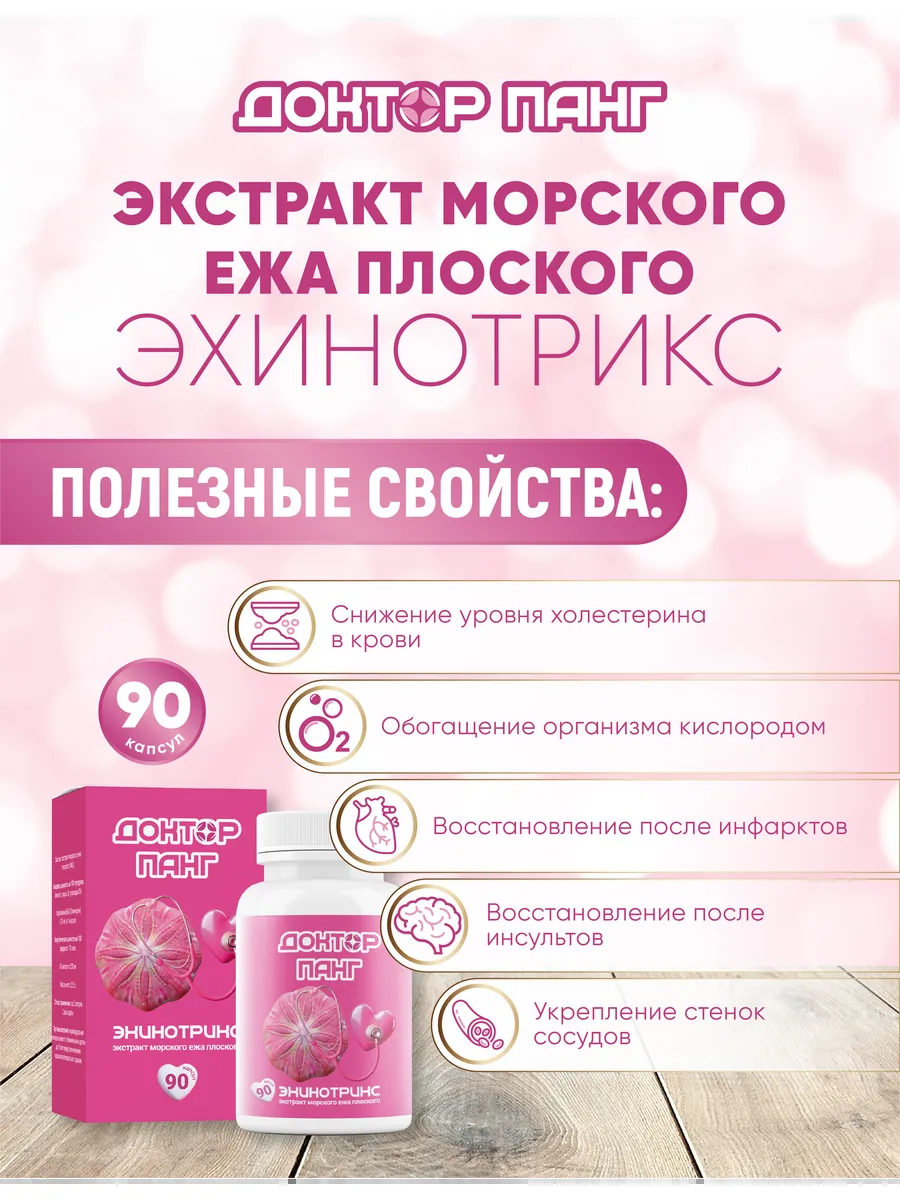 ДОКТОР ПАНГ
ЭКСТРАКТ МОРСКОГО
ЕЖА ПЛОСКОГО
ЭХИНОТРИКС
ПОЛЕЗНЫЕ СВОЙСТВА:
Снижение уровня холестерина
в крови
90
капсул
O2
Обогащение организма кислородом
Восстановление после инфарктов
Восстановление после
инсультов
Укрепление стенок
сосудов
ДОКТОР
ПАНГ
ЭХИНОТРИКС
экстракт морского ежа плоского
90
капсул
ДОКТОР
ПАНГ
90
ЭХИНОТРИКС
экстракт морского ежа плоского